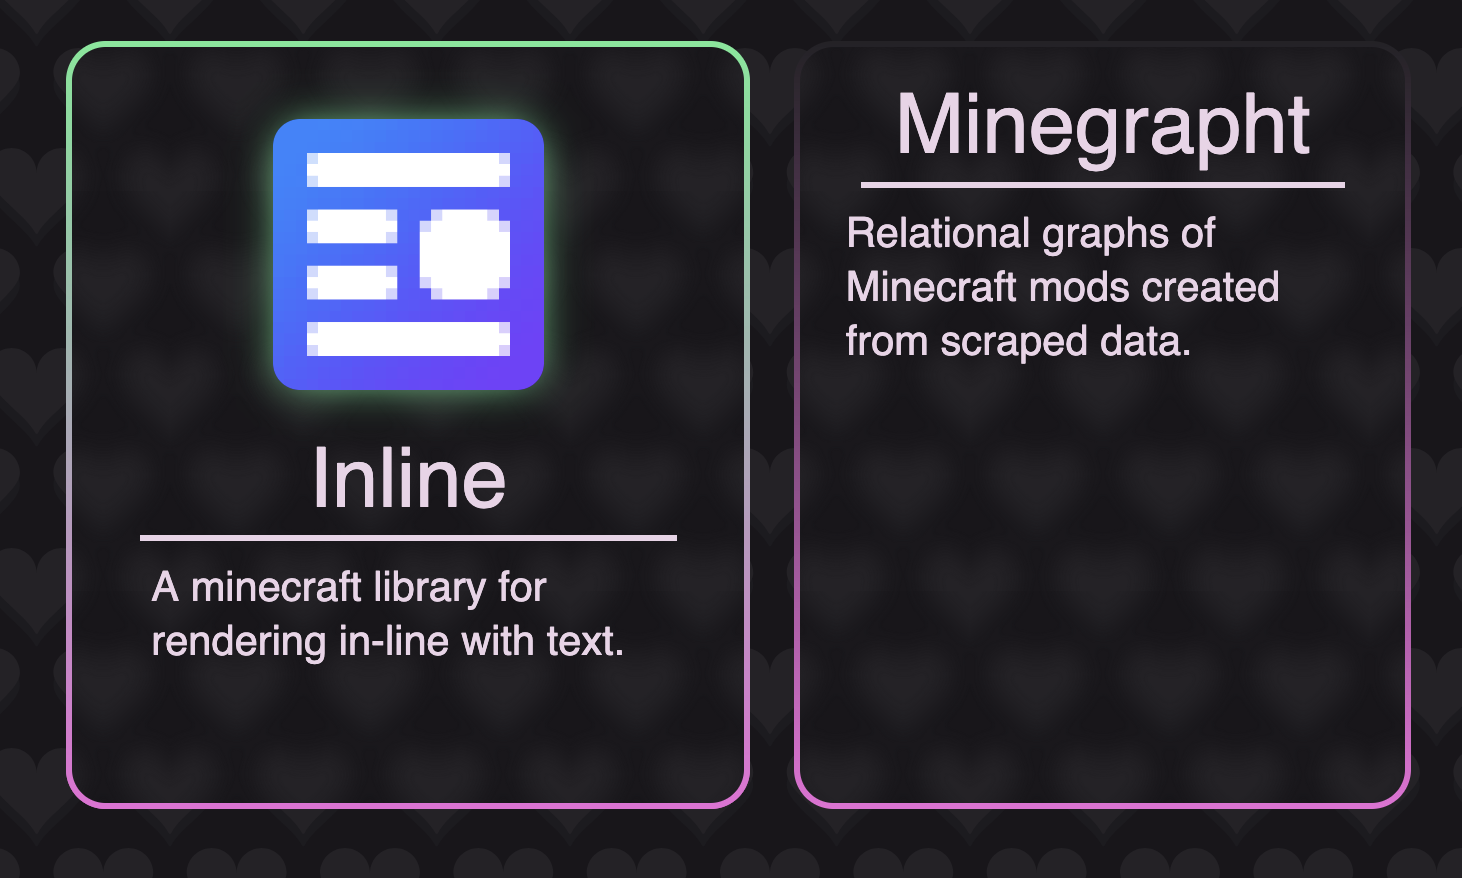 Inline
A minecraft library for
rendering in-line with text.
Minegrapht
Relational graphs of
Minecraft mods created
from scraped data.